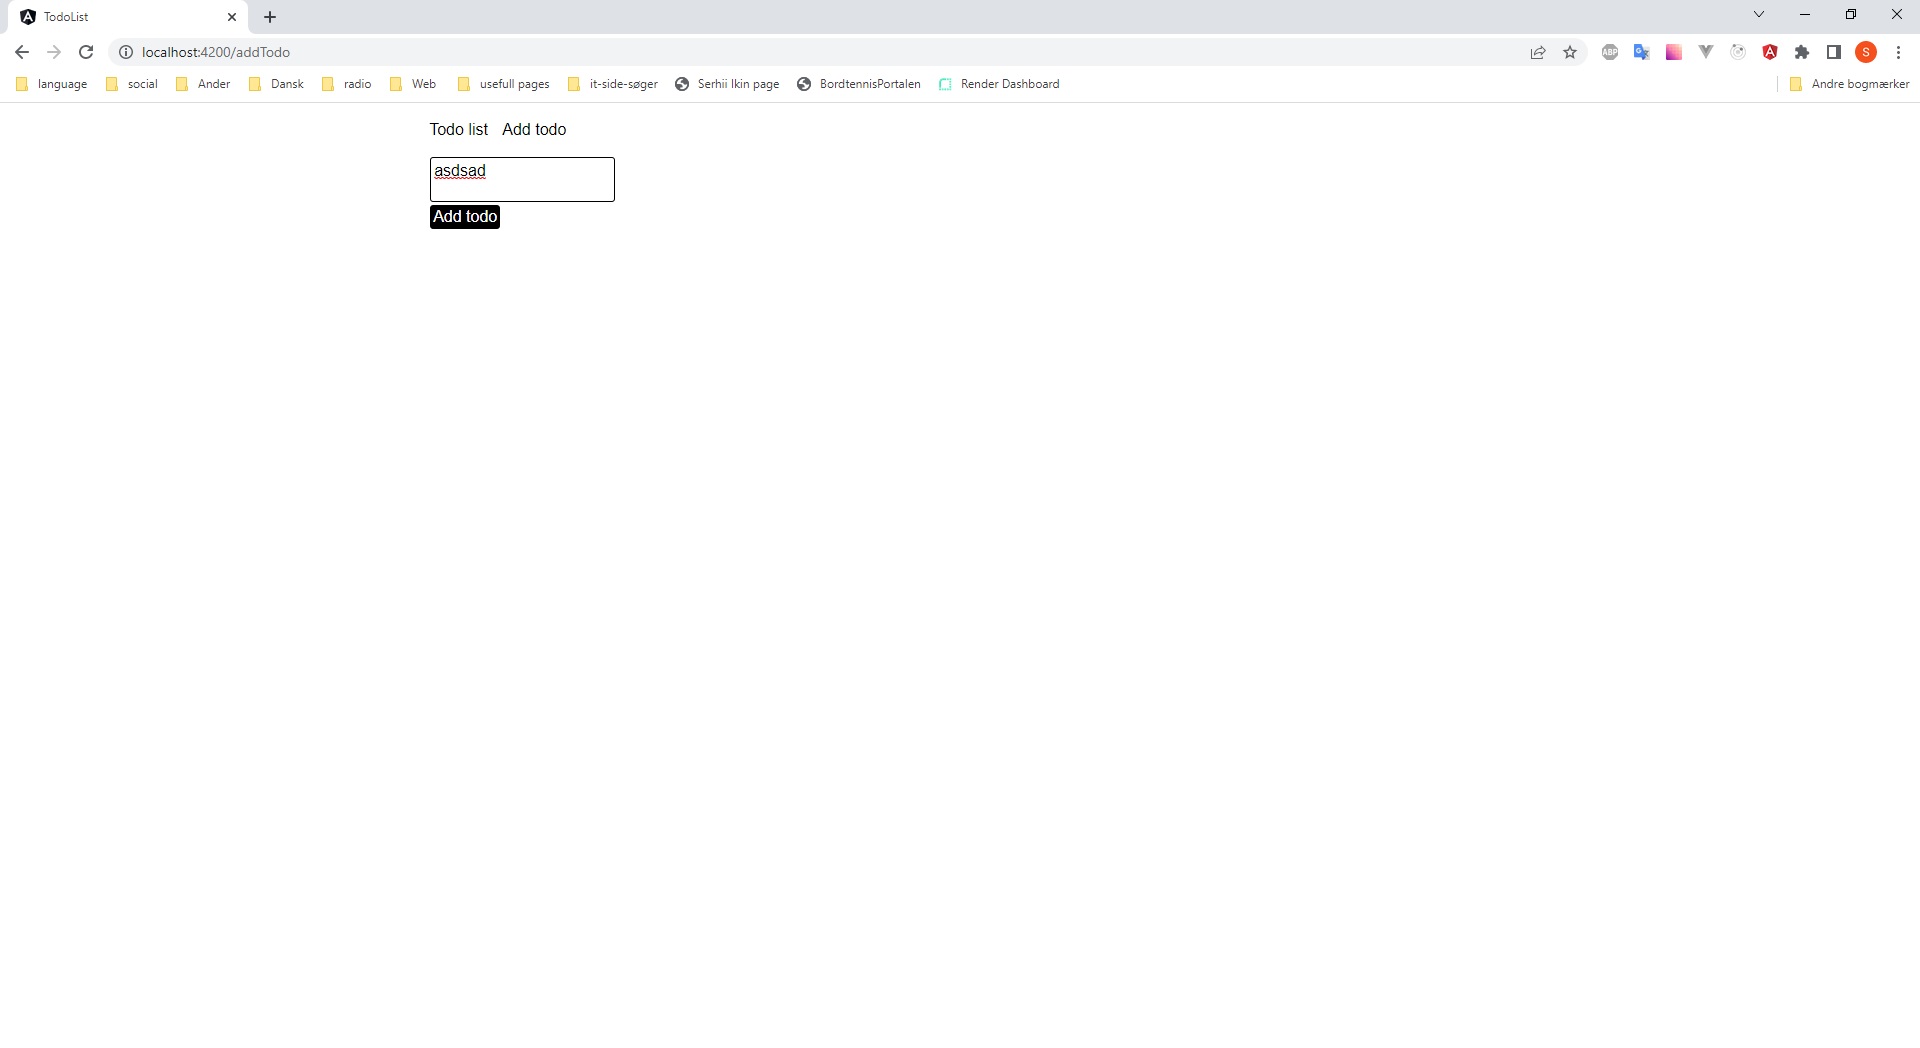 TodoList
localhost:4200/addTodo
ABP
S
language social Ander Dansk radio Web usefull pages it-side-søger Serhii Ikin page BordtennisPortalen Render Dashboard Andre bogmærker
Todo list Add todo
asdsad
Add todo